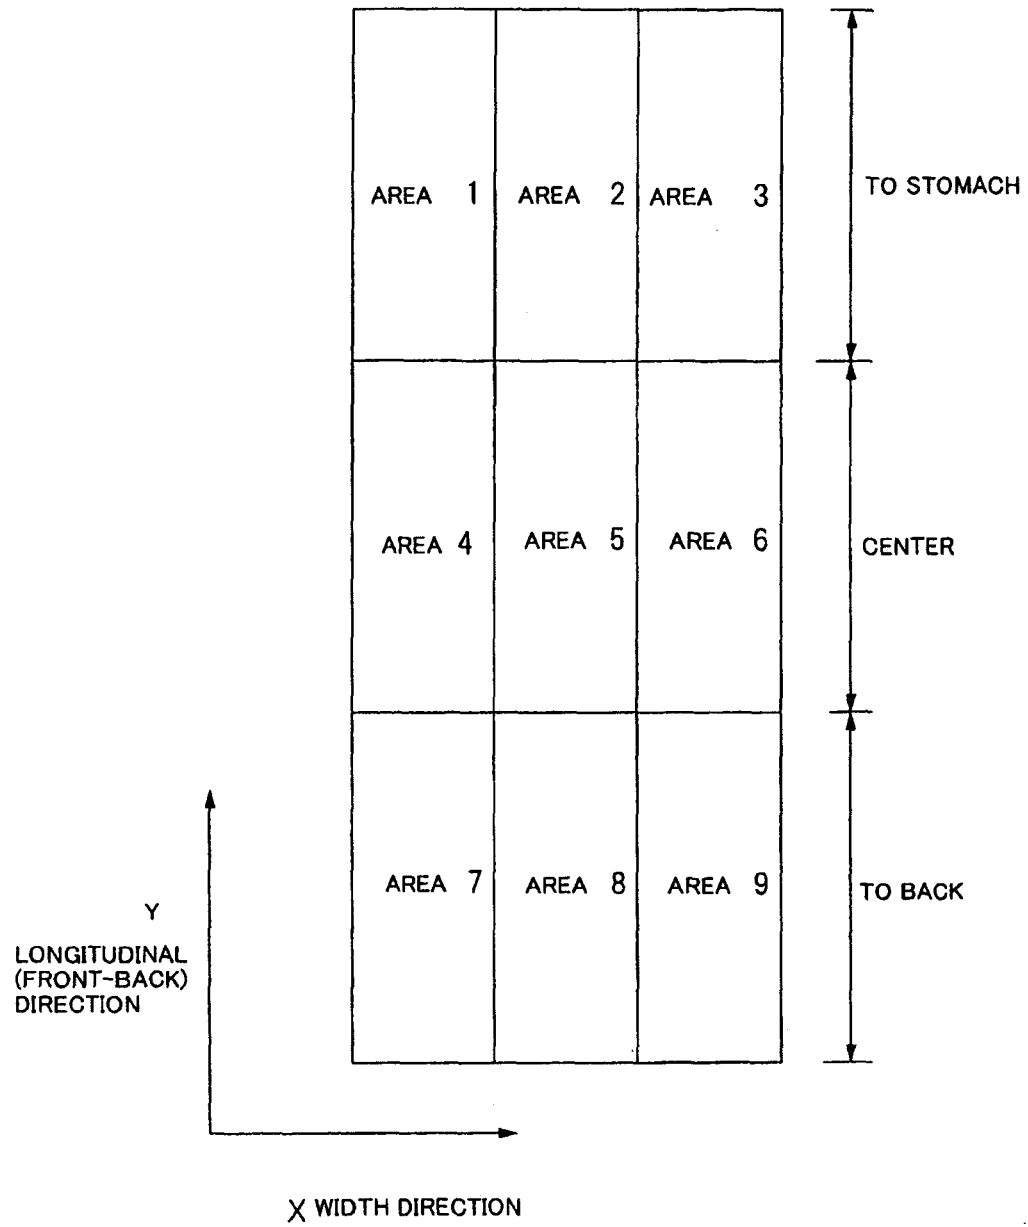 AREA 1 AREA 2 AREA 3 TO STOMACH
AREA 4 AREA 5 AREA 6 CENTER
AREA 7 AREA 8 AREA 9 TO BACK
Y
LONGITUDINAL
(FRONT-BACK)
DIRECTION
X WIDTH DIRECTION